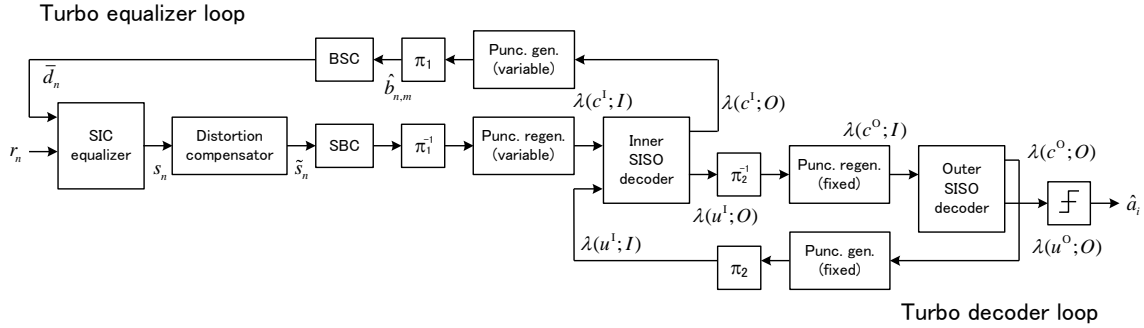 Turbo equalizer loop
BSC
π₁
Punc. gen.
(variable)
d̄ₙ
b̂ₙ,ₘ
λ(cᴵ;I)
λ(cᴵ;O)
rₙ
SIC
equalizer
sₙ
Distortion
compensator
s̃ₙ
SBC
π₁⁻¹
Punc. regen.
(variable)
Inner
SISO
decoder
π₂⁻¹
λ(uᴵ;O)
λ(cᴼ;I)
Punc. regen.
(fixed)
Outer
SISO
decoder
λ(cᴼ;O)
âᵢ
λ(uᴵ;I)
π₂
Punc. gen.
(fixed)
λ(uᴼ;O)
Turbo decoder loop